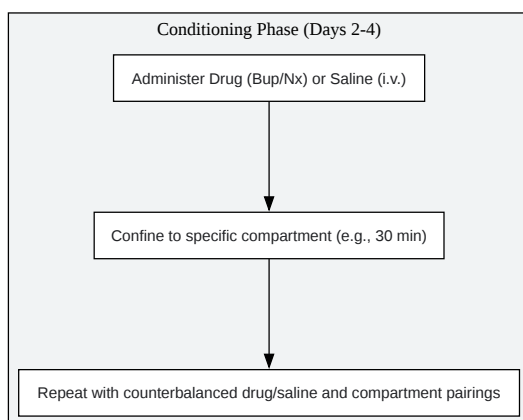 Conditioning Phase (Days 2-4)
Administer Drug (Bup/Nx) or Saline (i.v.)
Confine to specific compartment (e.g., 30 min)
Repeat with counterbalanced drug/saline and compartment pairings